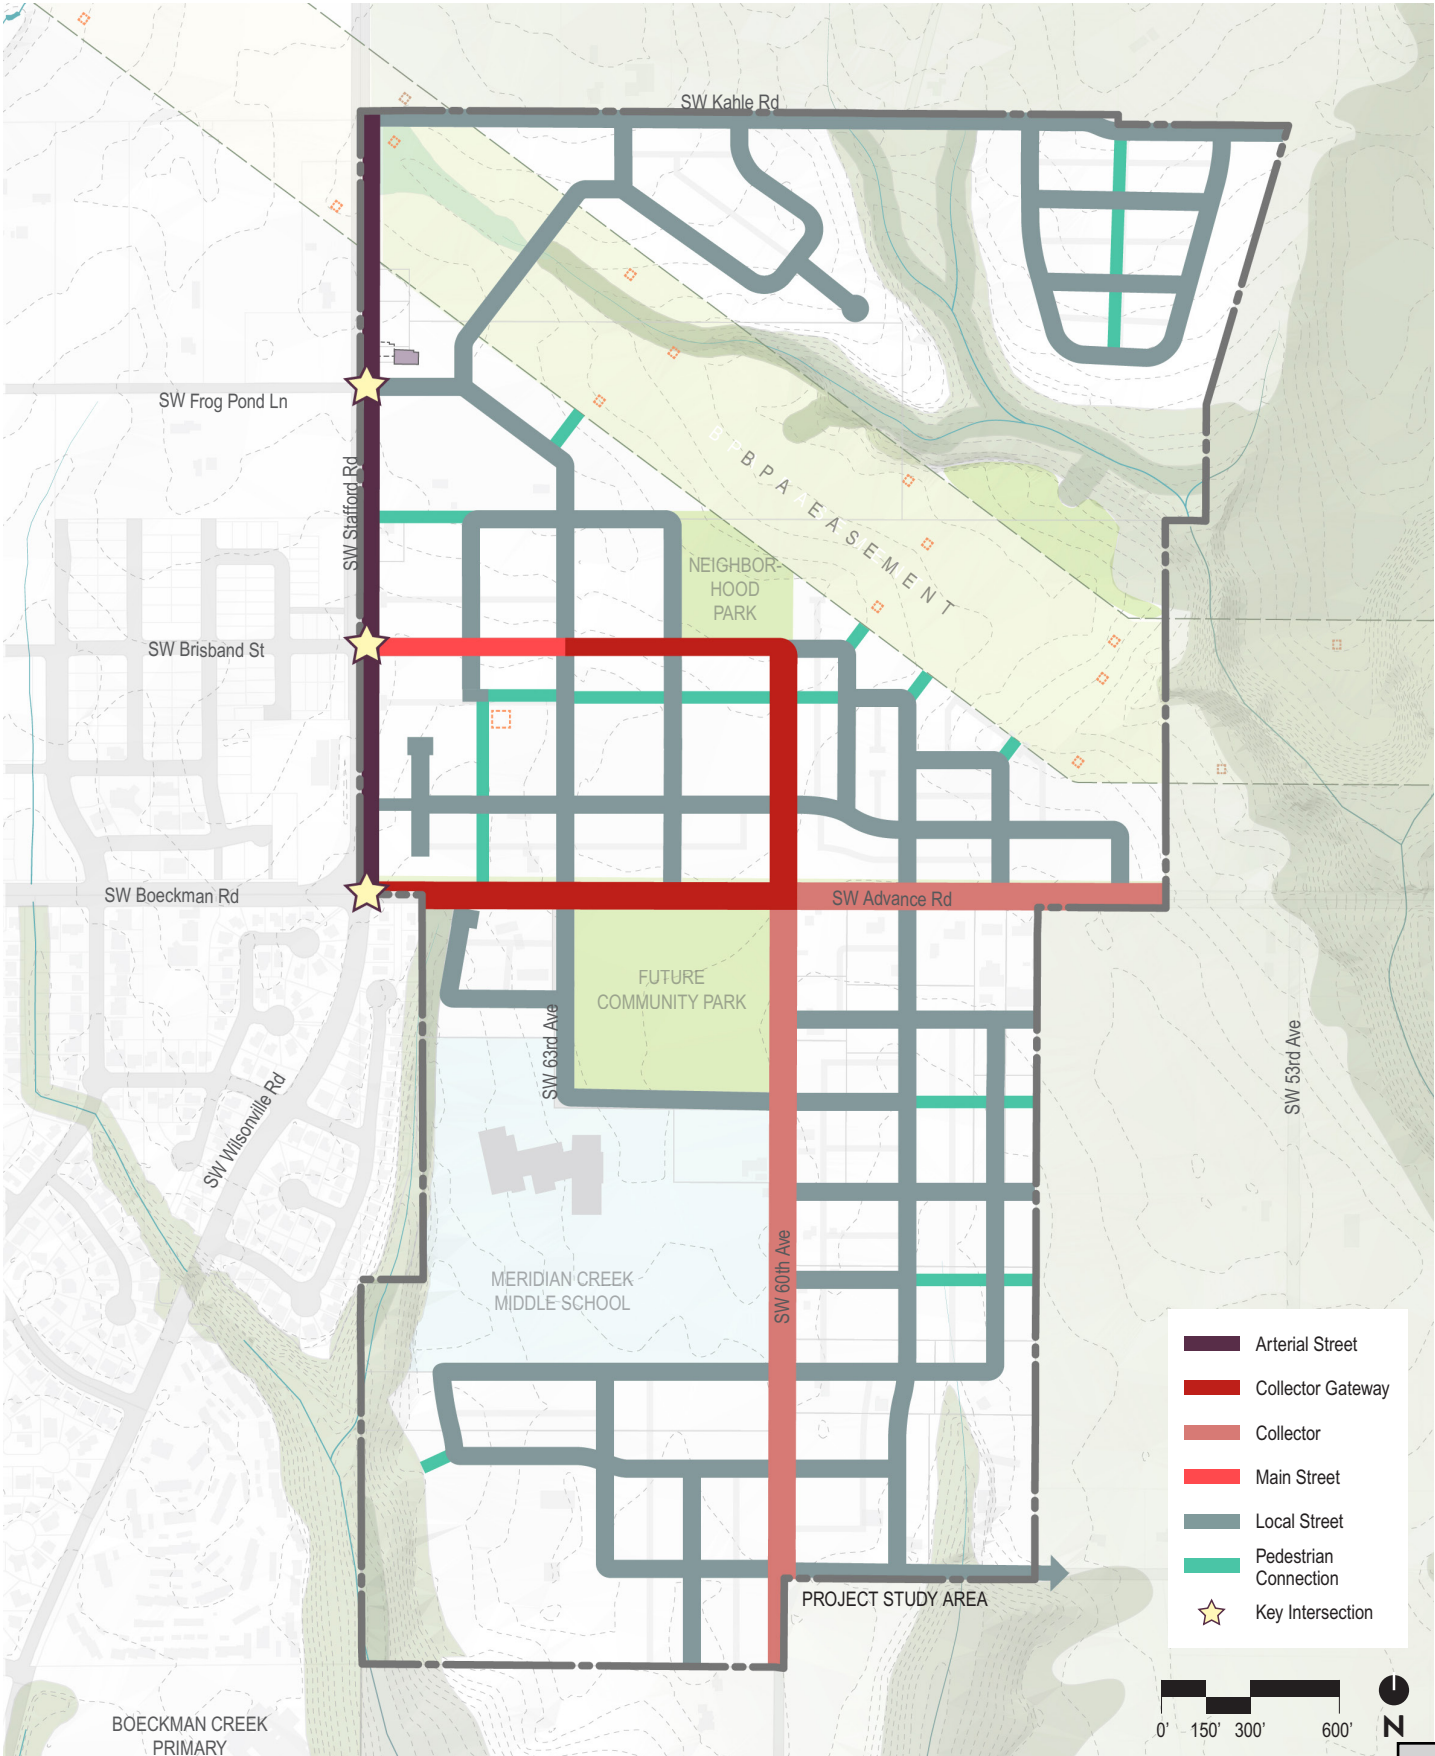 SW Kahle Rd
SW Frog Pond Ln
SW Stafford Rd
BPA EASEMENT
NEIGHBOR-
HOOD
PARK
SW Brisband St
SW Boeckman Rd
SW Advance Rd
FUTURE
COMMUNITY PARK
SW 63rd Ave
SW 53rd Ave
SW Wilsonville Rd
SW 60th Ave
MERIDIAN CREEK
MIDDLE SCHOOL
Arterial Street
Collector Gateway
Collector
Main Street
Local Street
Pedestrian
Connection
Key Intersection
PROJECT STUDY AREA
BOECKMAN CREEK
PRIMARY
0' 150' 300' 600'
N